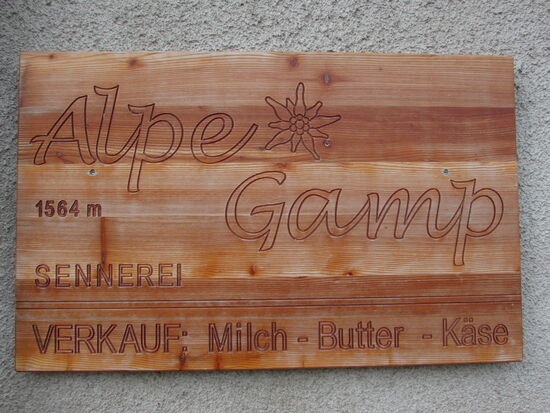 Alpe
Gamp
1564 m
SENNEREI
VERKAUF: Milch - Butter - Käse